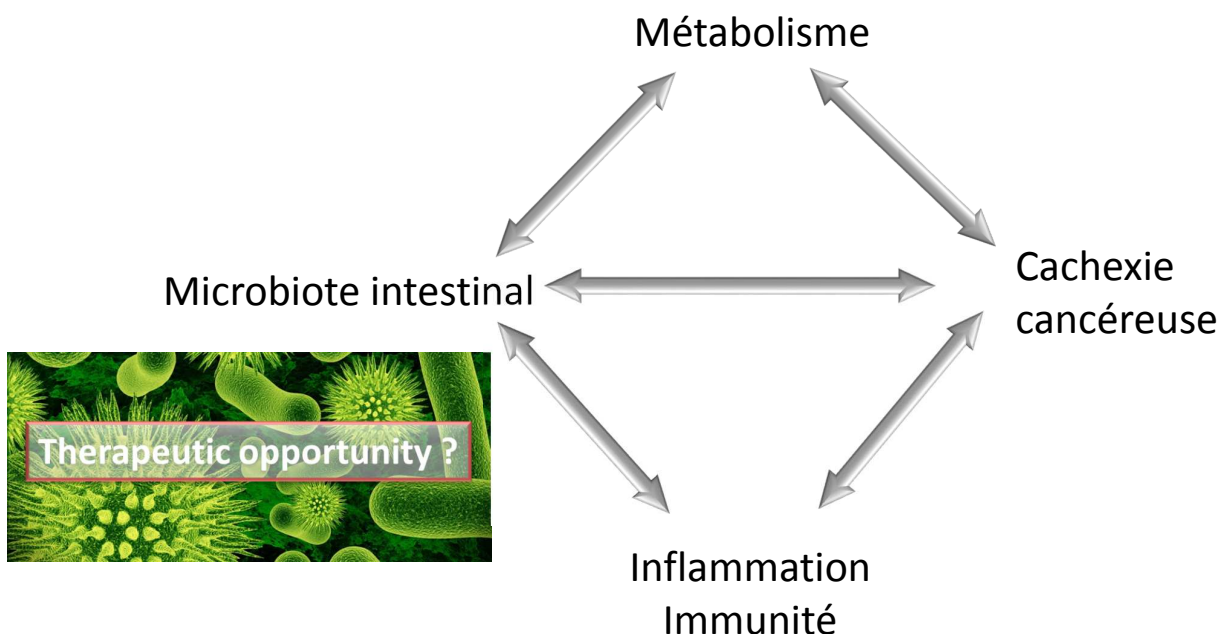 Métabolisme
Microbiote intestinal
Cachexie
cancéreuse
Therapeutic opportunity ?
Inflammation
Immunité